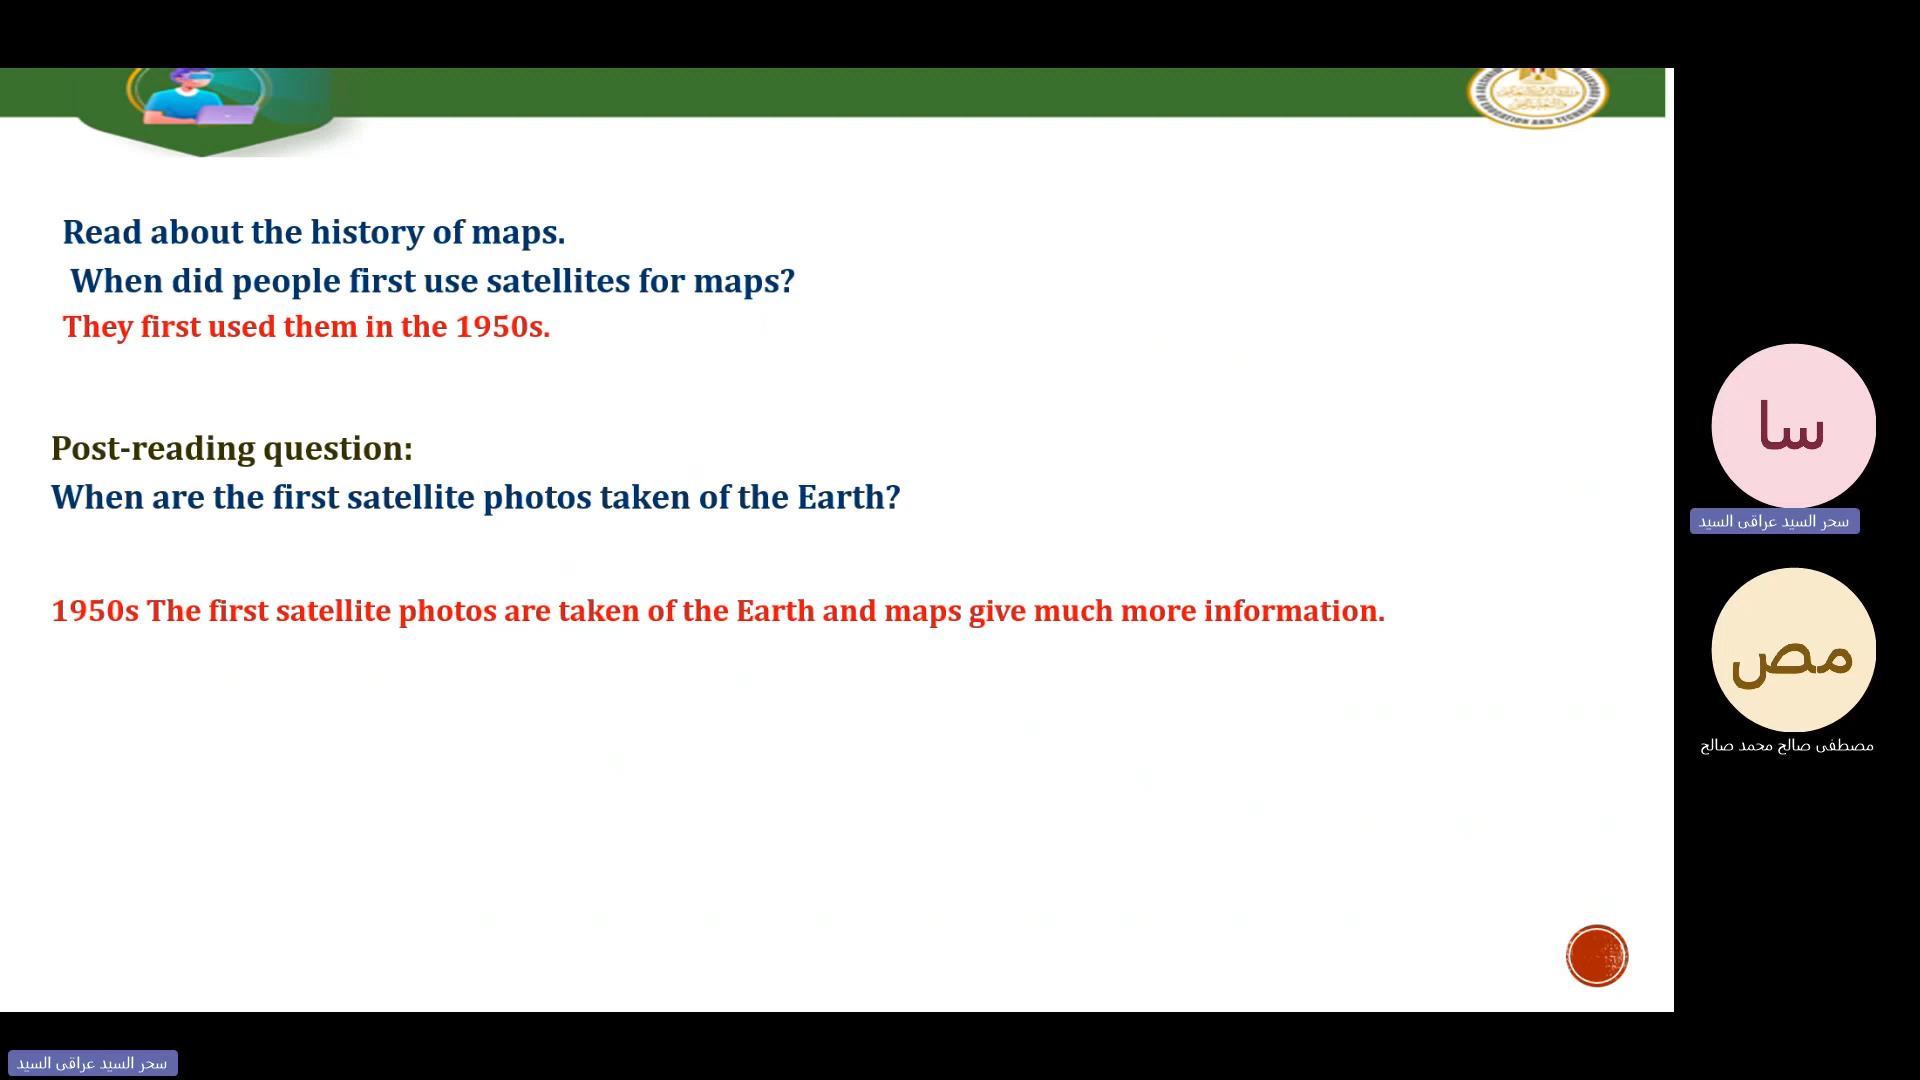 Read about the history of maps.
When did people first use satellites for maps?
They first used them in the 1950s.
Post-reading question:
When are the first satellite photos taken of the Earth?
1950s The first satellite photos are taken of the Earth and maps give much more information.
سا
سحر السيد عراقى السيد
مص
مصطفى صالح محمد صالح
سحر السيد عراقى السيد